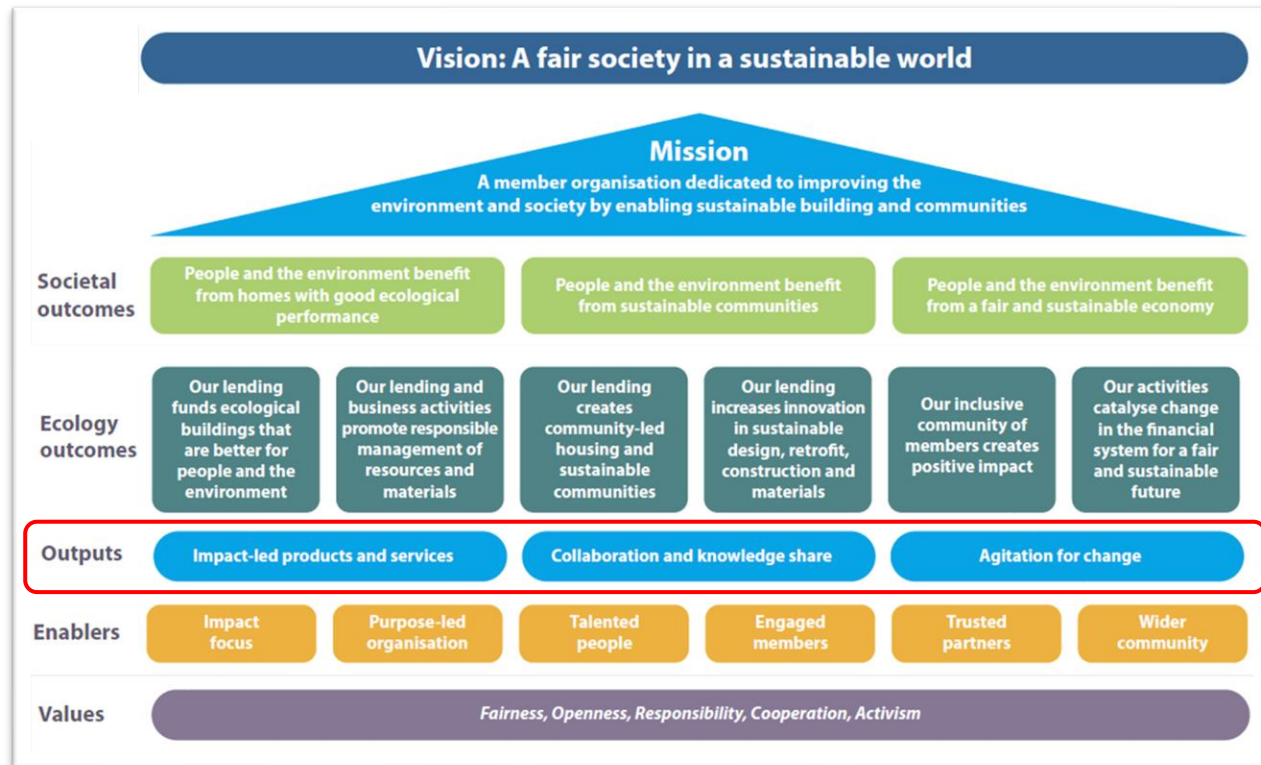 Vision: A fair society in a sustainable world
Mission
A member organisation dedicated to improving the
environment and society by enabling sustainable building and communities
Societal
outcomes
People and the environment benefit
from homes with good ecological
performance
People and the environment benefit
from sustainable communities
People and the environment benefit
from a fair and sustainable economy
Ecology
outcomes
Our lending
funds ecological
buildings that
are better for
people and the
environment
Our lending and
business activities
promote responsible
management of
resources and
materials
Our lending
creates
community-led
housing and
sustainable
communities
Our lending
increases innovation
in sustainable
design, retrofit,
construction and
materials
Our inclusive
community of
members creates
positive impact
Our activities
catalyse change
in the financial
system for a fair
and sustainable
future
Outputs
Impact-led products and services
Collaboration and knowledge share
Agitation for change
Enablers
Impact
focus
Purpose-led
organisation
Talented
people
Engaged
members
Trusted
partners
Wider
community
Values
Fairness, Openness, Responsibility, Cooperation, Activism